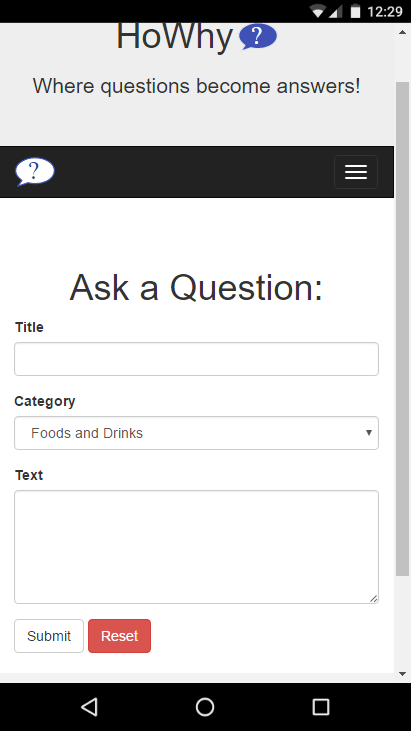 12:29
HoWhy ?
Where questions become answers!
?
Ask a Question:
Title
Category
Foods and Drinks
Text
Submit Reset